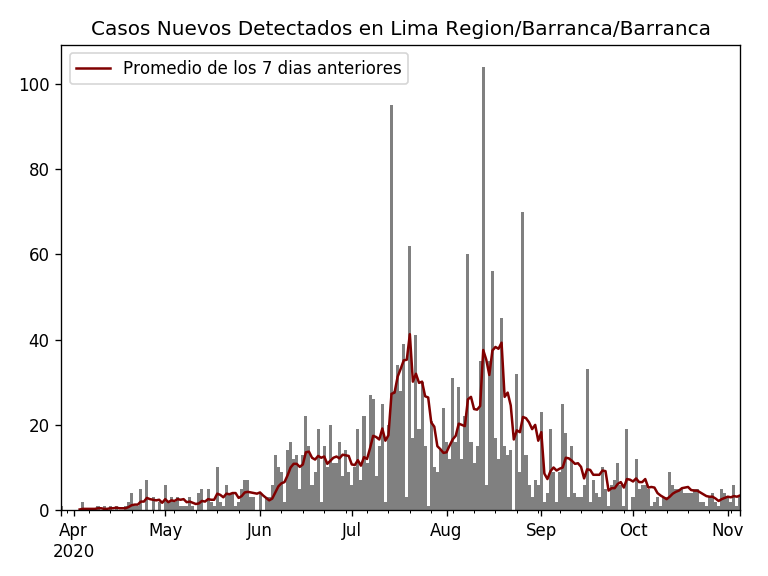 Casos Nuevos Detectados en Lima Region/Barranca/Barranca
Promedio de los 7 dias anteriores
100
80
60
40
20
0
Apr May Jun Jul Aug Sep Oct Nov
2020